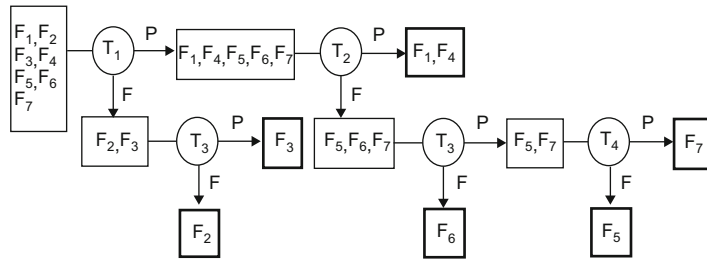 F₁,F₂
F₃,F₄
F₅,F₆
F₇
T₁
P
F₁,F₄,F₅,F₆,F₇
T₂
P
F₁,F₄
F
F
F₂,F₃
T₃
P
F₃
F₅,F₆,F₇
T₃
P
F₅,F₇
T₄
P
F₇
F
F
F
F₂
F₆
F₅